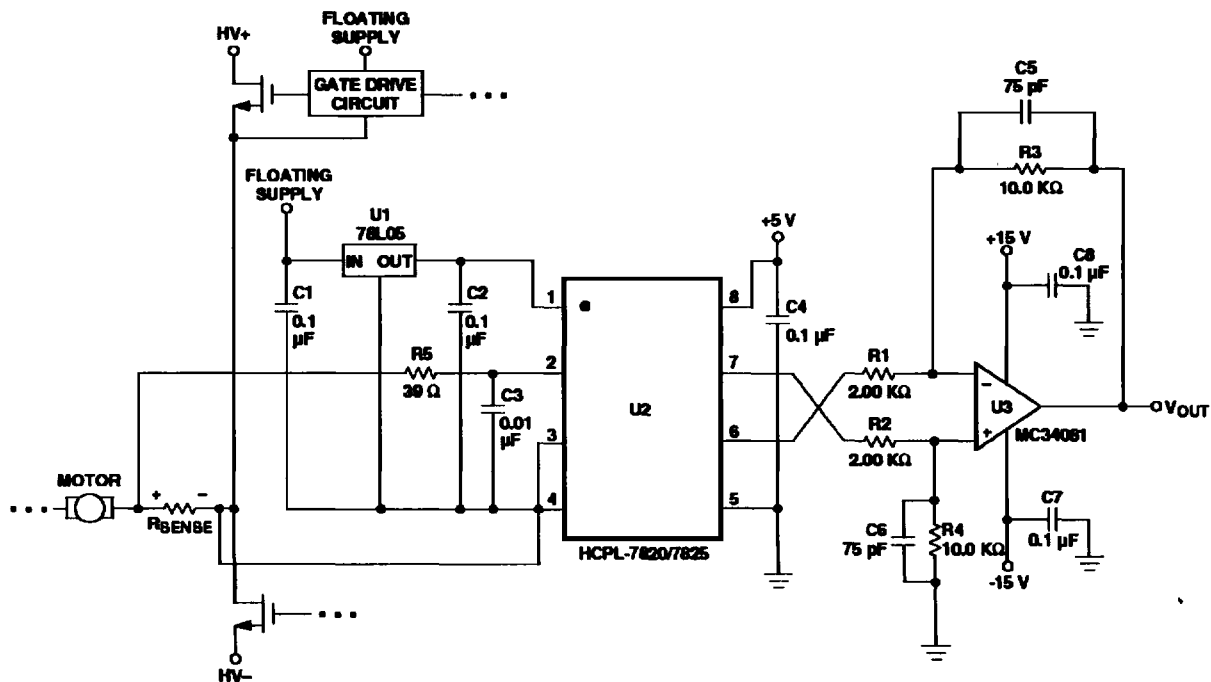 FLOATING
SUPPLY
HV+
GATE DRIVE
CIRCUIT
C5
75 pF
R3
10.0 KΩ
FLOATING
SUPPLY
U1
78L05
IN OUT
+5 V
+15 V
C8
0.1 µF
C1
0.1
µF
C2
0.1
µF
1
8
C4
0.1 µF
R5
39 Ω
2
7
R1
2.00 KΩ
C3
0.01
µF
U2
−
U3
+
MC34081
VOUT
3
6
R2
2.00 KΩ
MOTOR
+
−
RSENSE
4
5
HCPL-7820/7825
C6
75 pF
R4
10.0 KΩ
C7
0.1 µF
-15 V
HV–